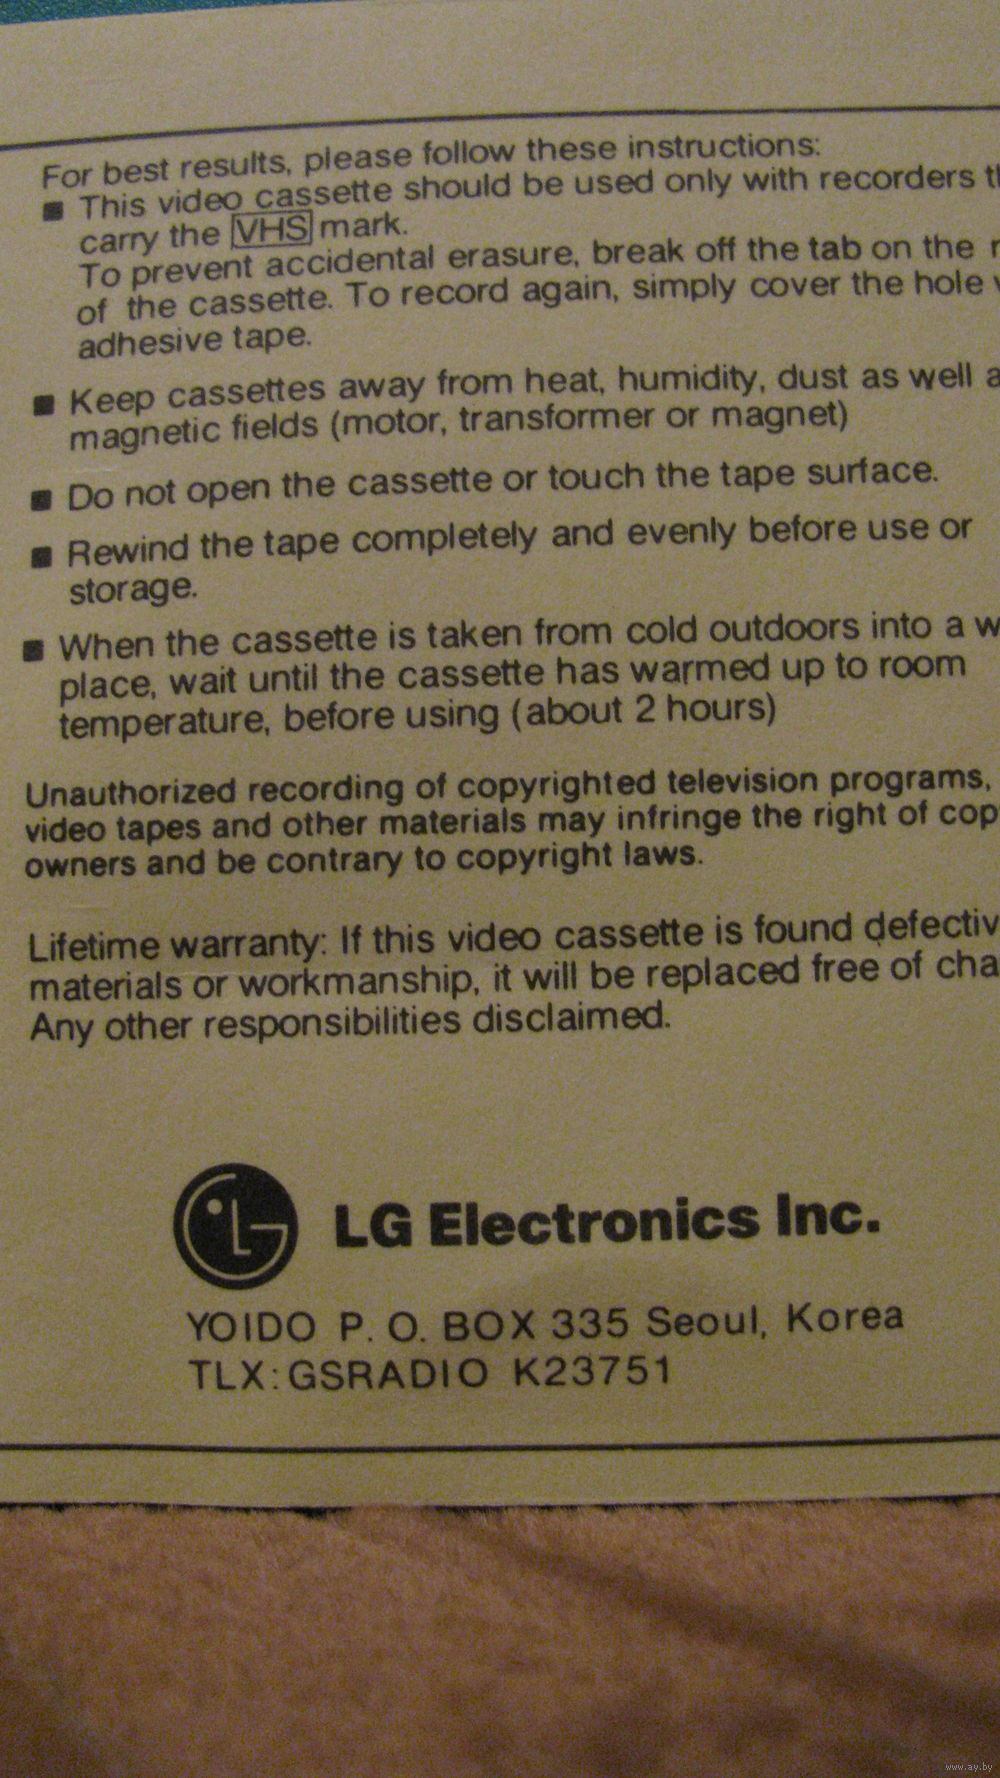 For best results, please follow these instructions:
■ This video cassette should be used only with recorders
carry the VHS mark.
To prevent accidental erasure, break off the tab on the
of the cassette. To record again, simply cover the hole
adhesive tape.
■ Keep cassettes away from heat, humidity, dust as well
magnetic fields (motor, transformer or magnet)
■ Do not open the cassette or touch the tape surface.
■ Rewind the tape completely and evenly before use or
storage.
■ When the cassette is taken from cold outdoors into a
place, wait until the cassette has warmed up to room
temperature, before using (about 2 hours)
Unauthorized recording of copyrighted television programs,
video tapes and other materials may infringe the right of
owners and be contrary to copyright laws.
Lifetime warranty: If this video cassette is found
materials or workmanship, it will be replaced free of
Any other responsibilities disclaimed.
LG LG Electronics Inc.
YOIDO P. O. BOX 335 Seoul, Korea
TLX: GSRADIO K23751
www.ay.by